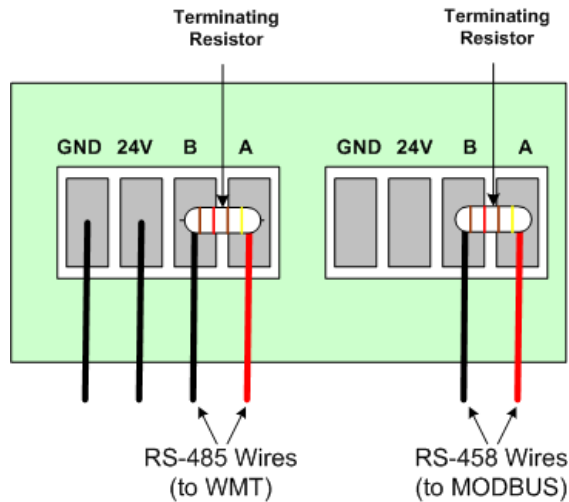 Terminating
Resistor
Terminating
Resistor
GND 24V B A
GND 24V B A
RS-485 Wires
(to WMT)
RS-458 Wires
(to MODBUS)